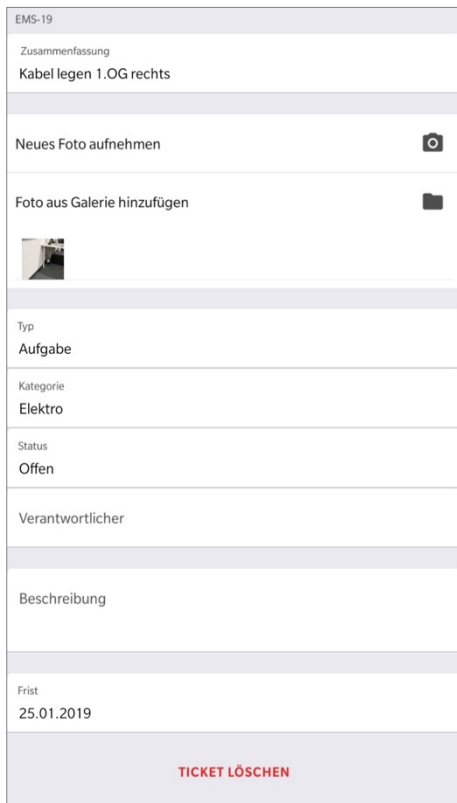 EMS-19
Zusammenfassung
Kabel legen 1.OG rechts
Neues Foto aufnehmen
Foto aus Galerie hinzufügen
Typ
Aufgabe
Kategorie
Elektro
Status
Offen
Verantwortlicher
Beschreibung
Frist
25.01.2019
TICKET LÖSCHEN